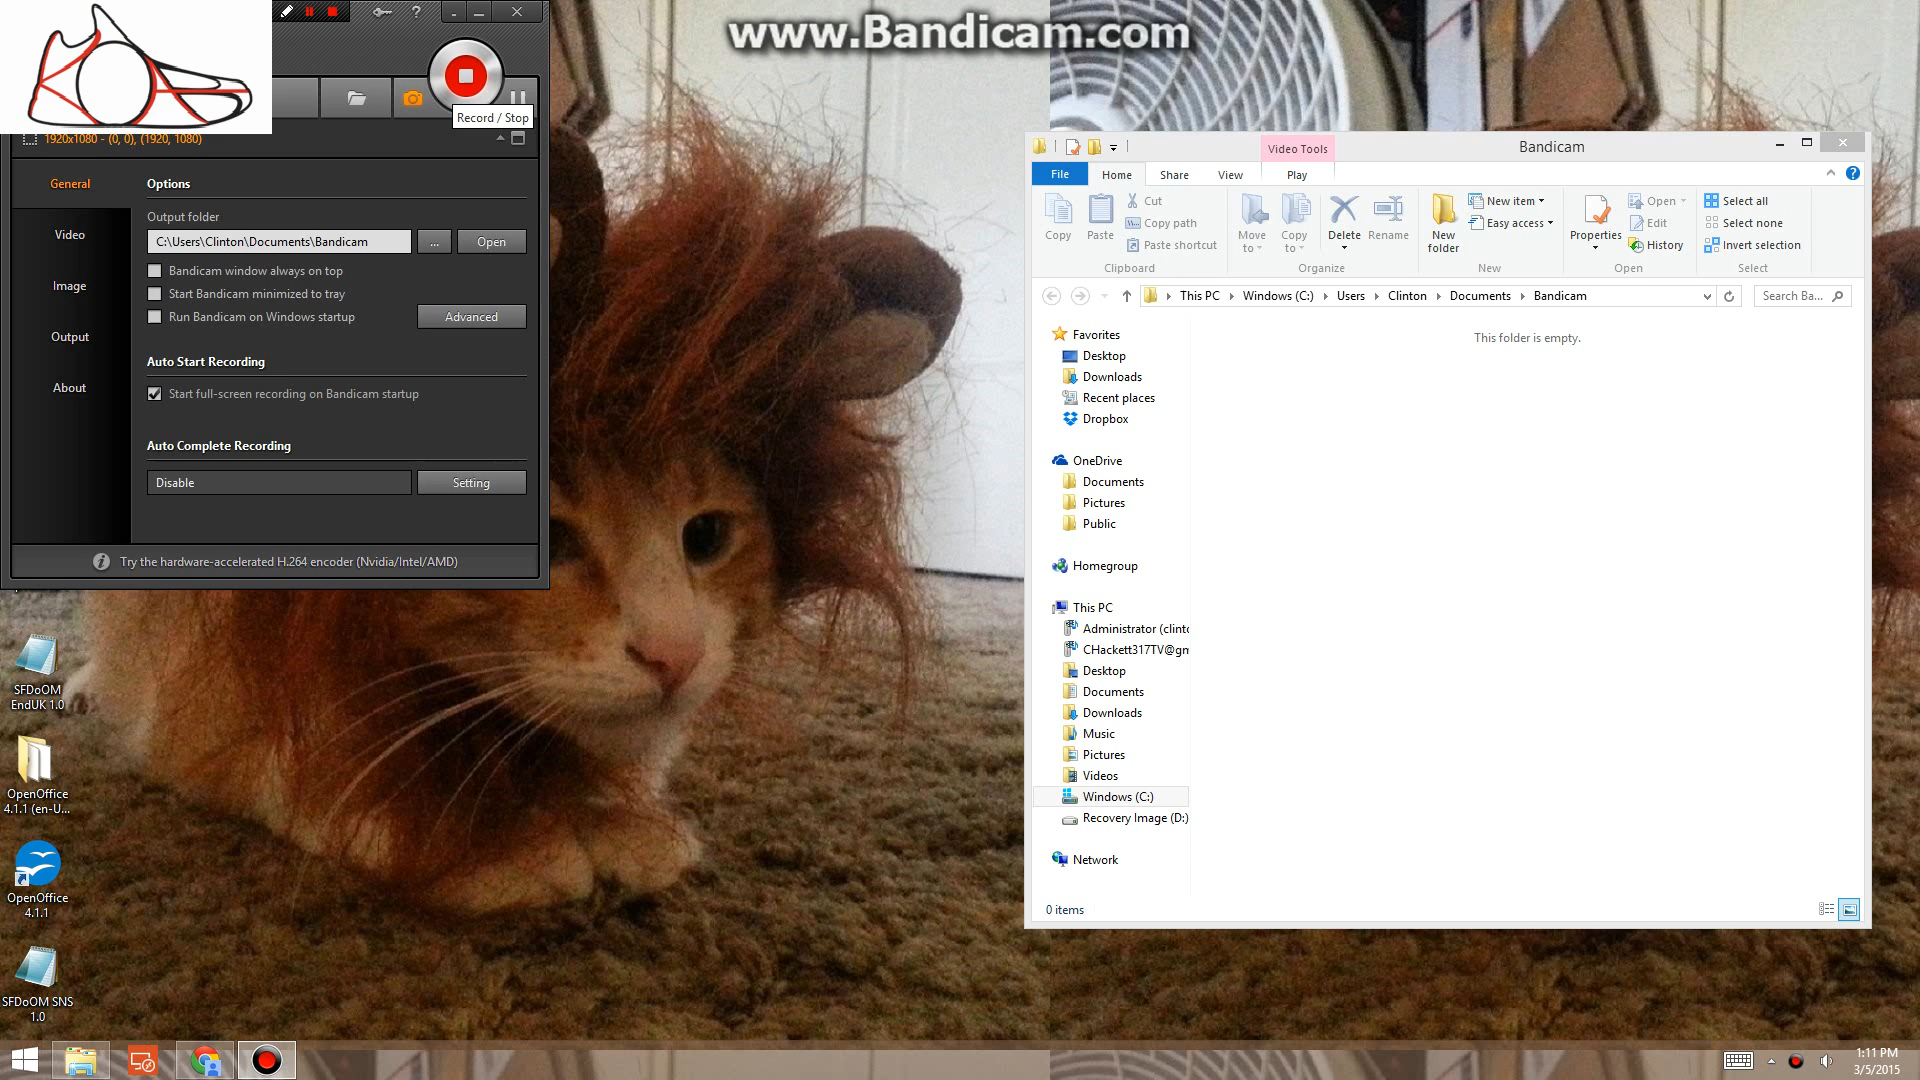 www.Bandicam.com
Record / Stop
1920x1080 - (0, 0), (1920, 1080)
General
Video
Image
Output
About
Options
Output folder
C:\Users\Clinton\Documents\Bandicam
...
Open
Bandicam window always on top
Start Bandicam minimized to tray
Run Bandicam on Windows startup
Advanced
Auto Start Recording
Start full-screen recording on Bandicam startup
Auto Complete Recording
Disable
Setting
Try the hardware-accelerated H.264 encoder (Nvidia/Intel/AMD)
SFDoOM
EndUK 1.0
OpenOffice
4.1.1 (en-U...
OpenOffice
4.1.1
SFDoOM SNS
1.0
Video Tools
Bandicam
File
Home
Share
View
Play
Copy
Paste
Cut
Copy path
Paste shortcut
Clipboard
Move
to
Copy
to
Delete
Rename
Organize
New
folder
New item
Easy access
New
Properties
Open
Edit
History
Open
Select all
Select none
Invert selection
Select
This PC
Windows (C:)
Users
Clinton
Documents
Bandicam
Search Ba...
This folder is empty.
Favorites
Desktop
Downloads
Recent places
Dropbox
OneDrive
Documents
Pictures
Public
Homegroup
This PC
Administrator (clinto
CHackett317TV@gm
Desktop
Documents
Downloads
Music
Pictures
Videos
Windows (C:)
Recovery Image (D:)
Network
0 items
1:11 PM
3/5/2015